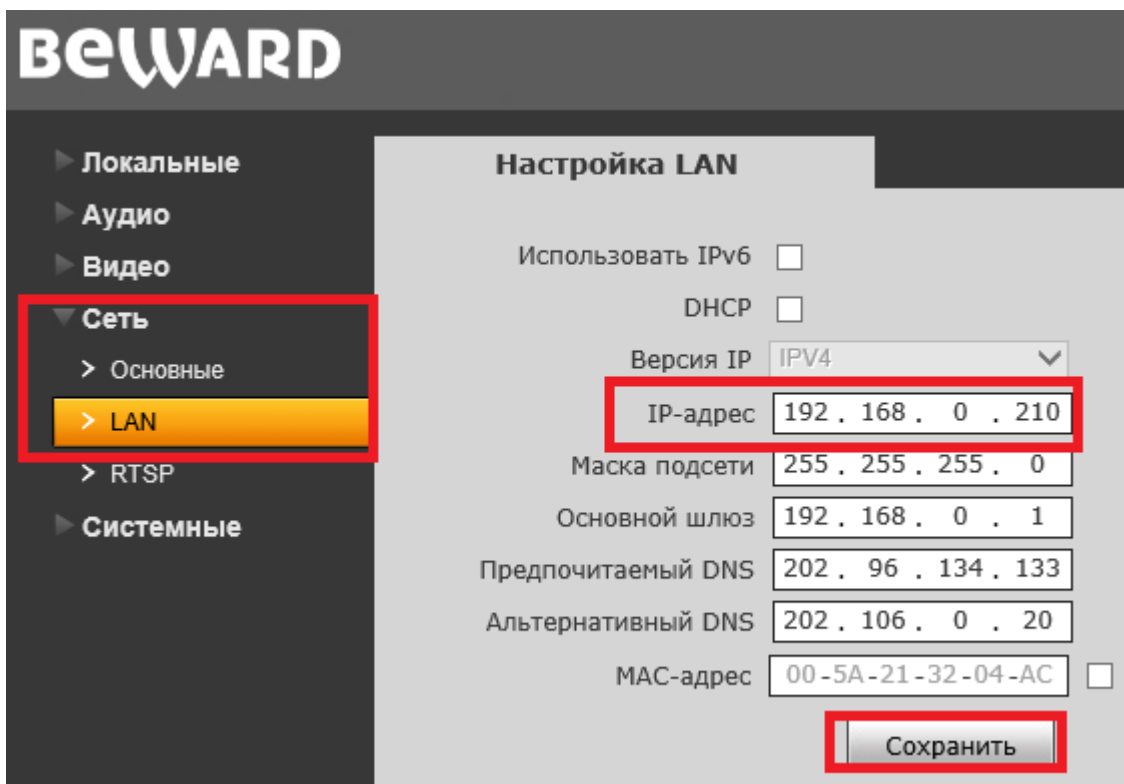 BEWARD
Локальные
Аудио
Видео
Сеть
Основные
LAN
RTSP
Системные
Настройка LAN
Использовать IPv6
DHCP
Версия IP IPV4
IP-адрес 192 . 168 . 0 . 210
Маска подсети 255 . 255 . 255 . 0
Основной шлюз 192 . 168 . 0 . 1
Предпочитаемый DNS 202 . 96 . 134 . 133
Альтернативный DNS 202 . 106 . 0 . 20
MAC-адрес 00-5A-21-32-04-AC
Сохранить